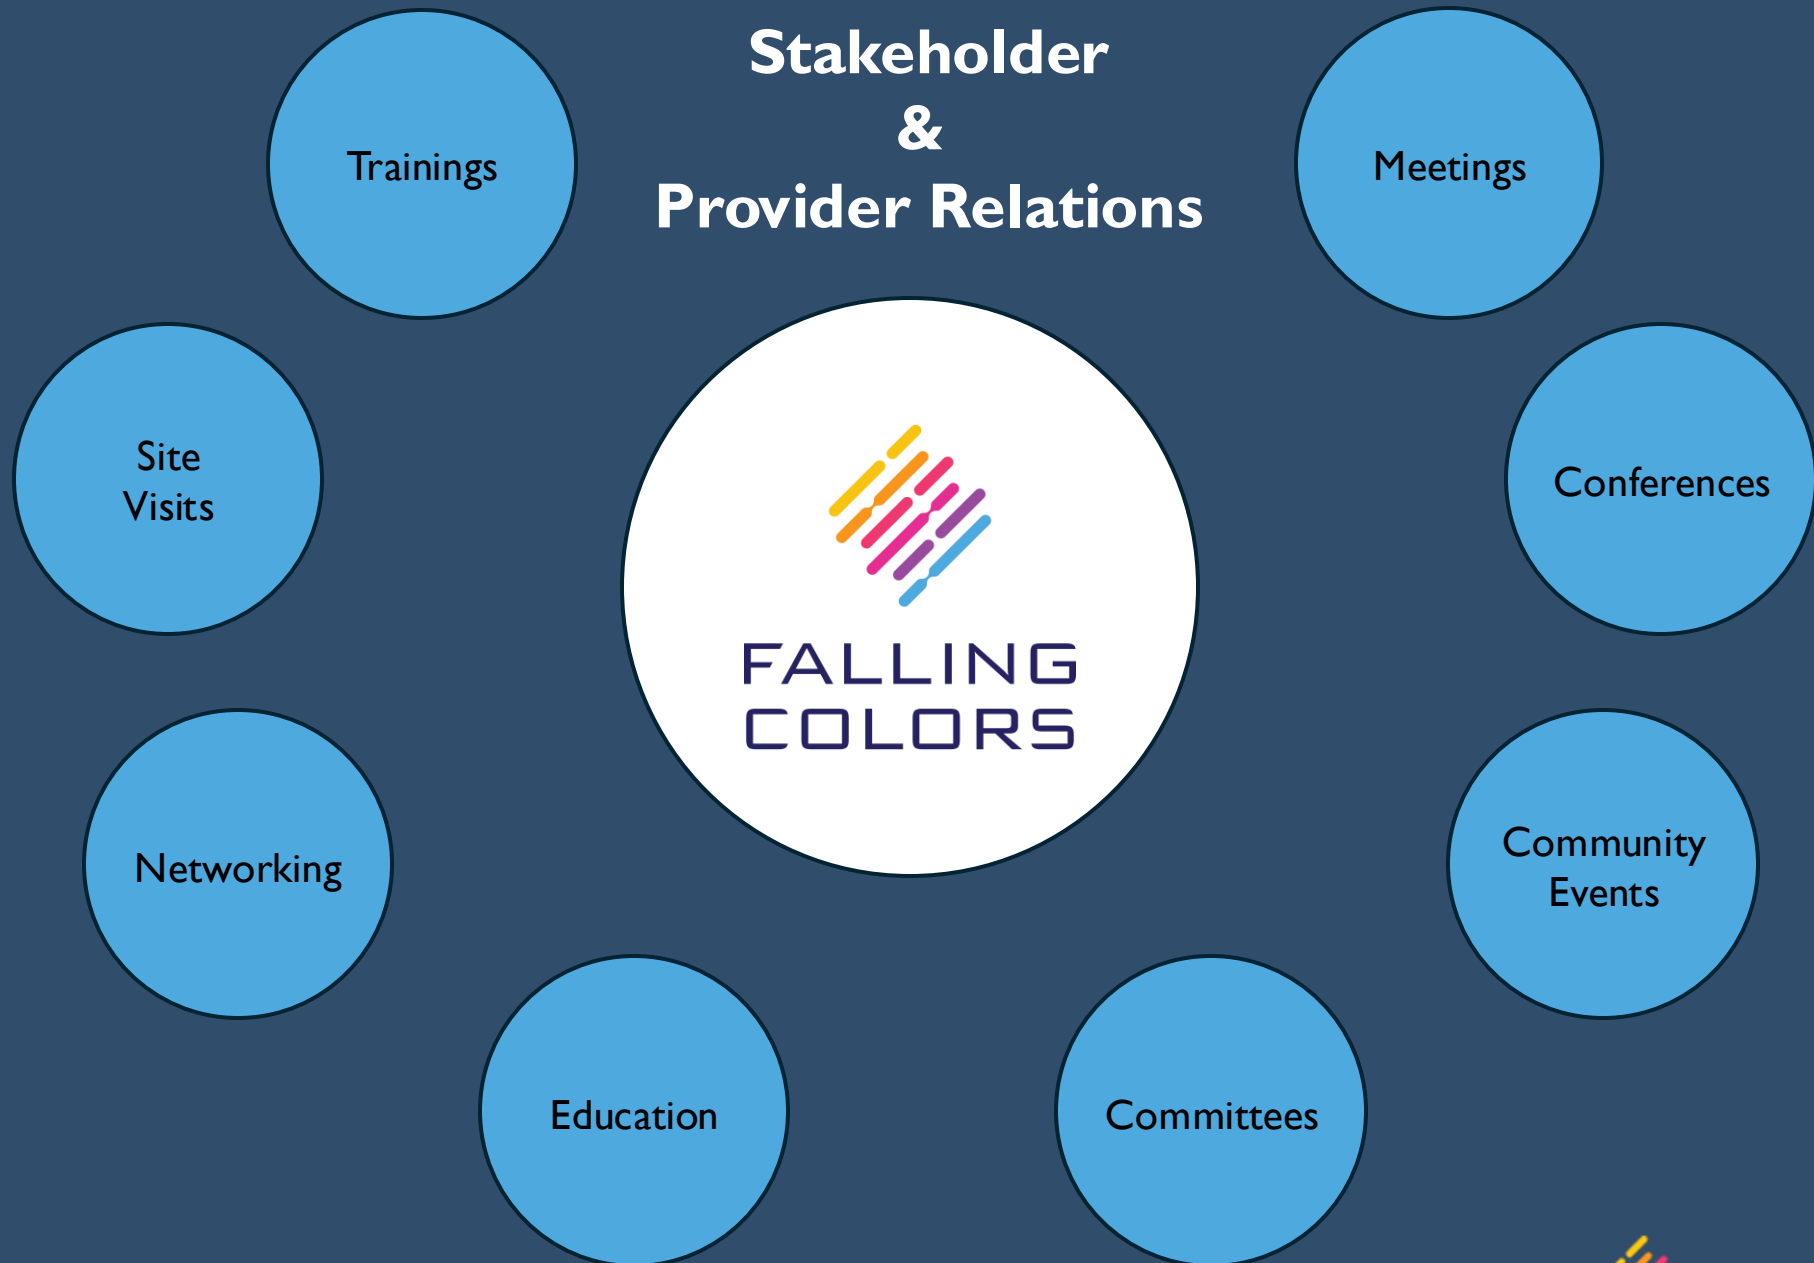 Stakeholder
&
Provider Relations
Trainings
Meetings
Site
Visits
Conferences
FALLING
COLORS
Networking
Community
Events
Education
Committees